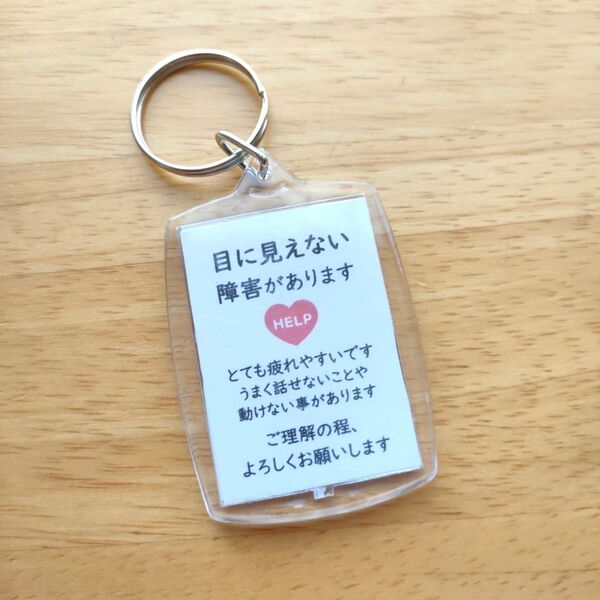 目に見えない
障害があります
HELP
とても疲れやすいです
うまく話せないことや
動けない事があります
ご理解の程、
よろしくお願いします